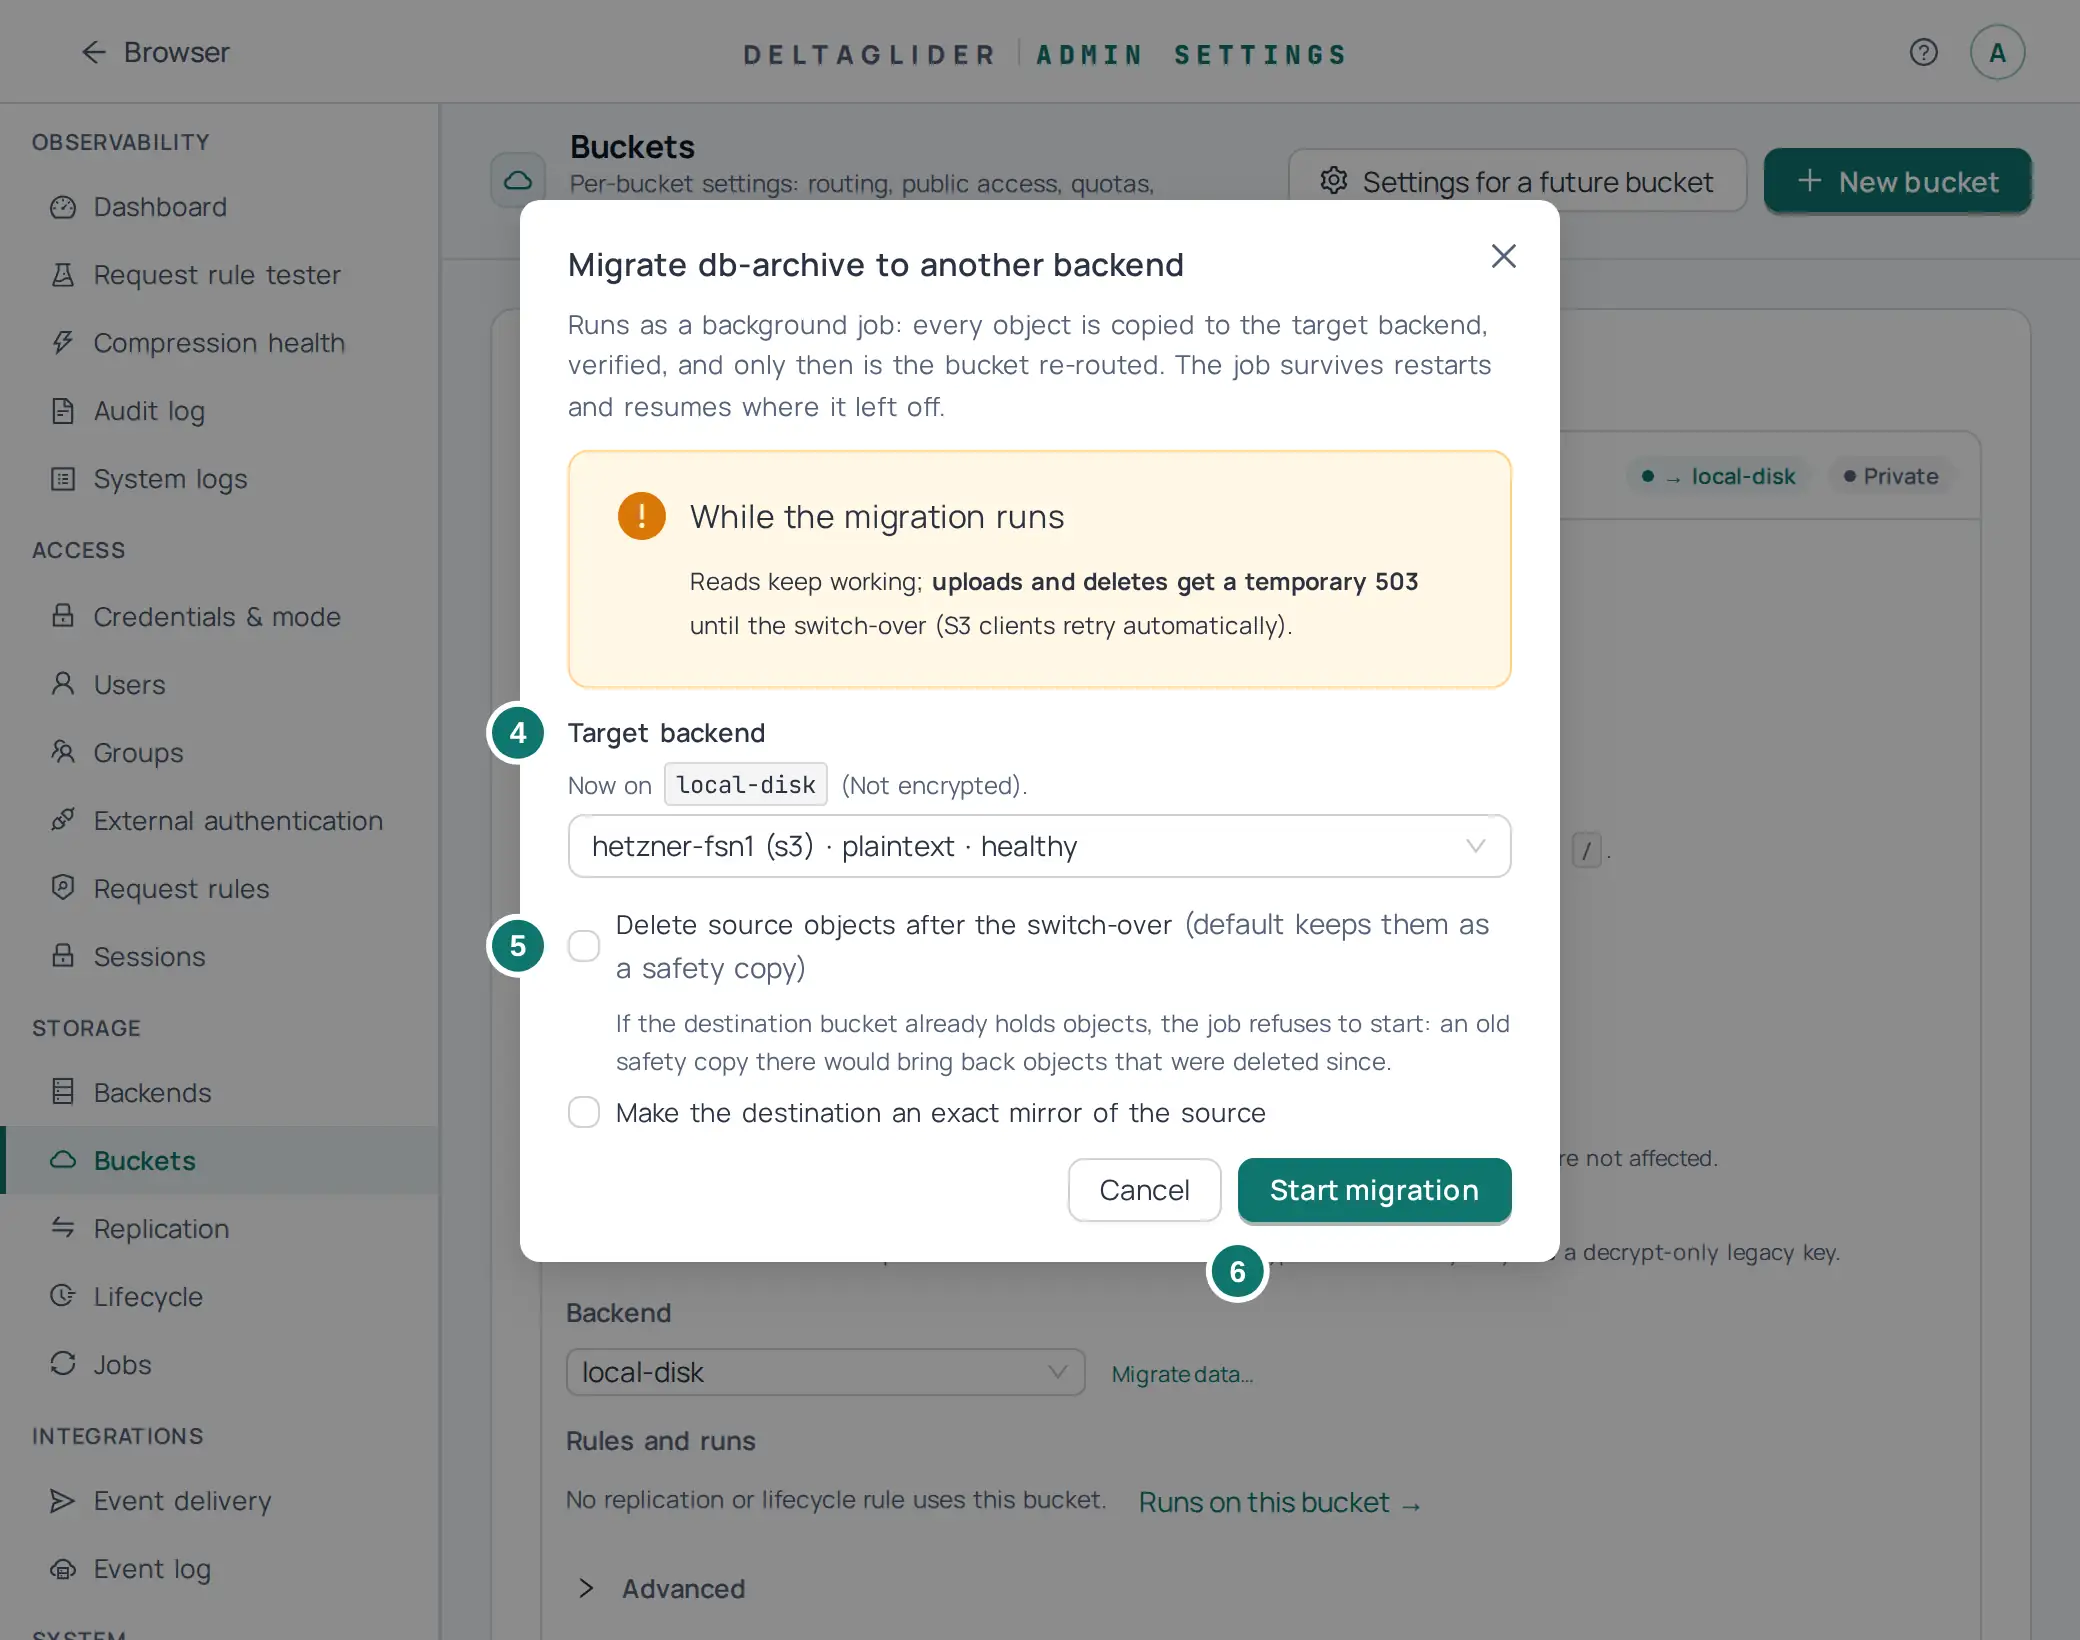 Browser
DELTAGLIDER ADMIN SETTINGS
A
OBSERVABILITY
Dashboard
Request rule tester
Compression health
Audit log
System logs
ACCESS
Credentials & mode
Users
Groups
External authentication
Request rules
Sessions
STORAGE
Backends
Buckets
Replication
Lifecycle
Jobs
INTEGRATIONS
Event delivery
Event log
SYSTEM
Buckets
Per-bucket settings: routing, public access, quotas,
Settings for a future bucket
+ New bucket
→ local-disk
Private
/ .
re not affected.
a decrypt-only legacy key.
Migrate db-archive to another backend
Runs as a background job: every object is copied to the target backend,
verified, and only then is the bucket re-routed. The job survives restarts
and resumes where it left off.
! While the migration runs
Reads keep working; uploads and deletes get a temporary 503
until the switch-over (S3 clients retry automatically).
4 Target backend
Now on local-disk (Not encrypted).
hetzner-fsn1 (s3) · plaintext · healthy
5 Delete source objects after the switch-over (default keeps them as
a safety copy)
If the destination bucket already holds objects, the job refuses to start: an old
safety copy there would bring back objects that were deleted since.
Make the destination an exact mirror of the source
Cancel
Start migration
6
Backend
local-disk
Migrate data...
Rules and runs
No replication or lifecycle rule uses this bucket.
Runs on this bucket →
Advanced